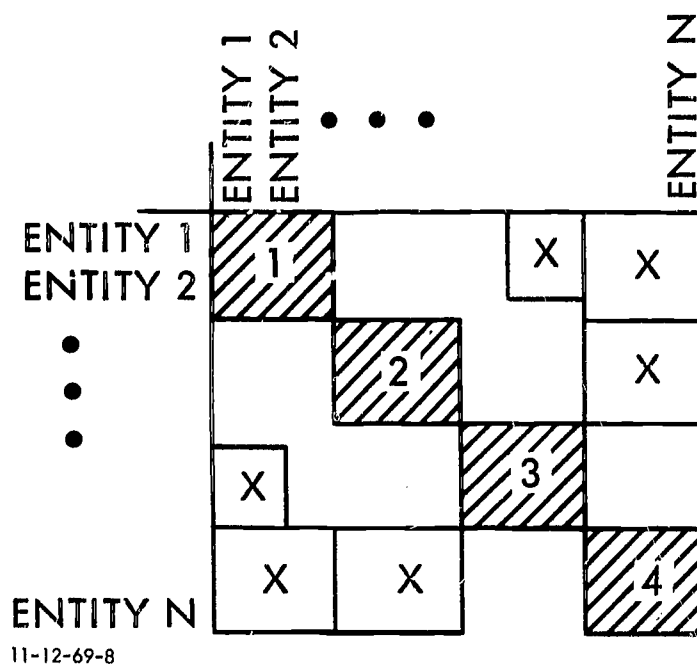 ENTITY 1
ENTITY 2
● ● ●
ENTITY N
ENTITY 1
ENTITY 2
●
●
●
ENTITY N
1
X
X
2
X
X
3
X
X
4
11-12-69-8